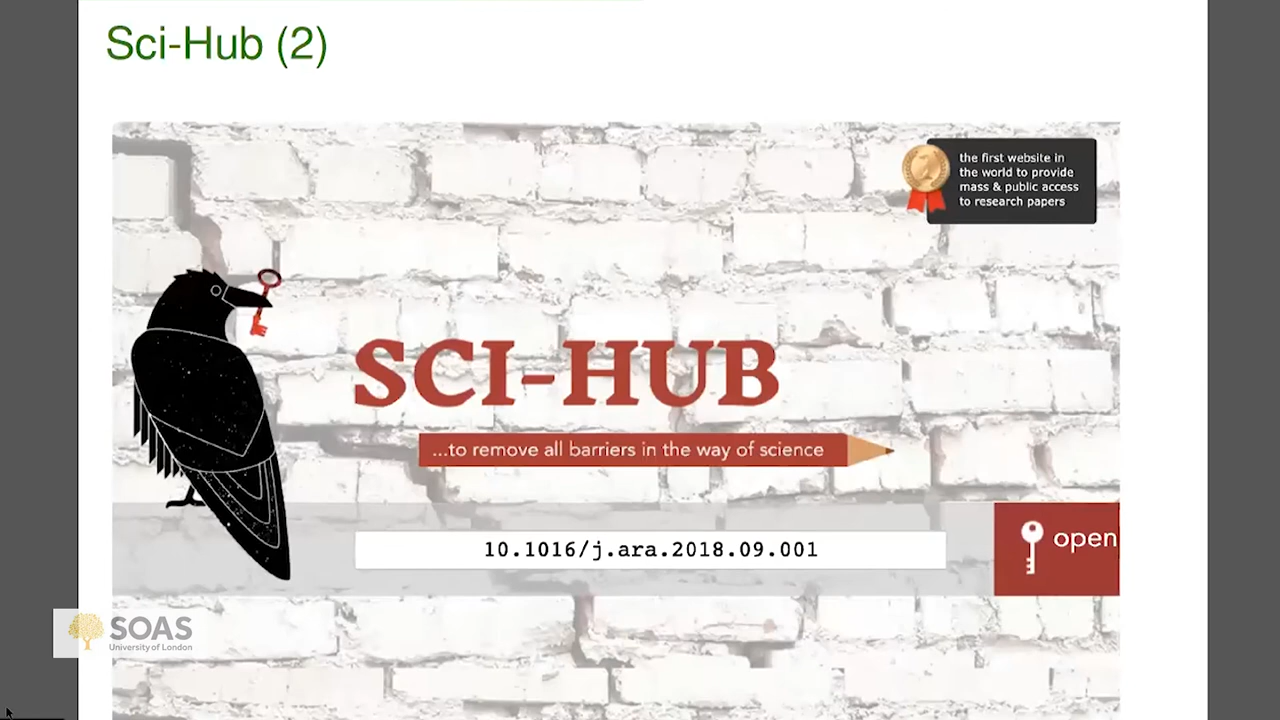 Sci-Hub (2)
the first website in
the world to provide
mass & public access
to research papers
SCI-HUB
...to remove all barriers in the way of science
10.1016/j.ara.2018.09.001
open
SOAS
University of London